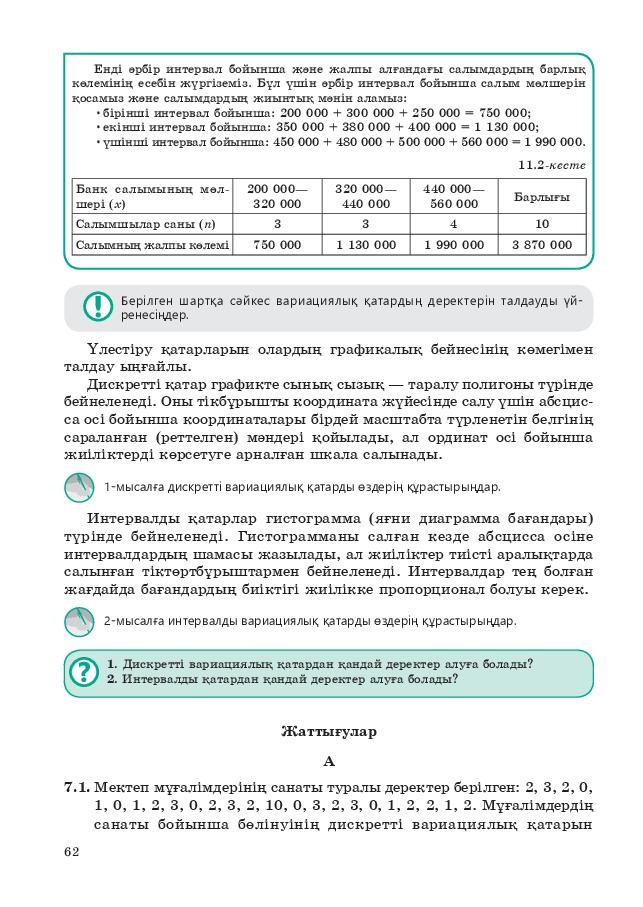 Енді әрбір интервал бойынша және жалпы алғандағы салымдардың барлық
көлемінің есебін жүргіземіз. Бұл үшін әрбір интервал бойынша салым мөлшерін
қосамыз және салымдардың жиынтық мәнін аламыз:
• бірінші интервал бойынша: 200 000 + 300 000 + 250 000 = 750 000;
• екінші интервал бойынша: 350 000 + 380 000 + 400 000 = 1 130 000;
• үшінші интервал бойынша: 450 000 + 480 000 + 500 000 + 560 000 = 1 990 000.
11.2-кесте
Банк салымының мөл- 200 000— 320 000— 440 000— Барлығы
шері (x) 320 000 440 000 560 000
Салымшылар саны (n) 3 3 4 10
Салымның жалпы көлемі 750 000 1 130 000 1 990 000 3 870 000
! Берілген шартқа сәйкес вариациялық қатардың деректерін талдауды үй-
ренесіңдер.
Үлестіру қатарларын олардың графикалық бейнесінің көмегімен
талдау ыңғайлы.
Дискретті қатар графикте сынық сызық — таралу полигоны түрінде
бейнеленеді. Оны тікбұрышты координата жүйесінде салу үшін абсцис-
са осі бойынша координаталары бірдей масштабта түрленетін белгінің
сараланған (реттелген) мәндері қойылады, ал ординат осі бойынша
жиіліктерді көрсетуге арналған шкала салынады.
1-мысалға дискретті вариациялық қатарды өздерің құрастырыңдар.
Интервалды қатарлар гистограмма (яғни диаграмма бағандары)
түрінде бейнеленеді. Гистограмманы салған кезде абсцисса осіне
интервалдардың шамасы жазылады, ал жиіліктер тиісті аралықтарда
салынған тіктөртбұрыштармен бейнеленеді. Интервалдар тең болған
жағдайда бағандардың биіктігі жиілікке пропорционал болуы керек.
2-мысалға интервалды вариациялық қатарды өздерің құрастырыңдар.
? 1. Дискретті вариациялық қатардан қандай деректер алуға болады?
2. Интервалды қатардан қандай деректер алуға болады?
Жаттығулар
А
7.1. Мектеп мұғалімдерінің санаты туралы деректер берілген: 2, 3, 2, 0,
1, 0, 1, 2, 3, 0, 2, 3, 2, 10, 0, 3, 2, 3, 0, 1, 2, 2, 1, 2. Мұғалімдердің
санаты бойынша бөлінуінің дискретті вариациялық қатарын
62